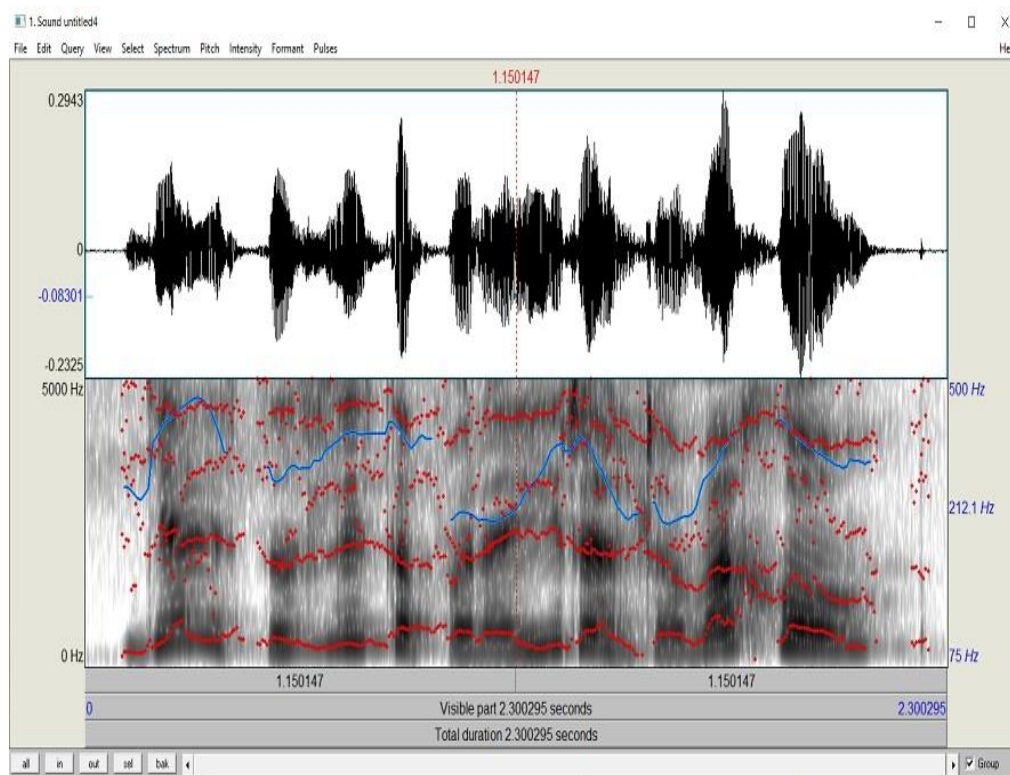 1. Sound untitled4
File Edit Query View Select Spectrum Pitch Intensity Formant Pulses He
1.150147
0.2943
0
-0.08301
-0.2325
5000 Hz 500 Hz
212.1 Hz
0 Hz 75 Hz
1.150147 1.150147
0 Visible part 2.300295 seconds 2.300295
Total duration 2.300295 seconds
all in out sel bak Group